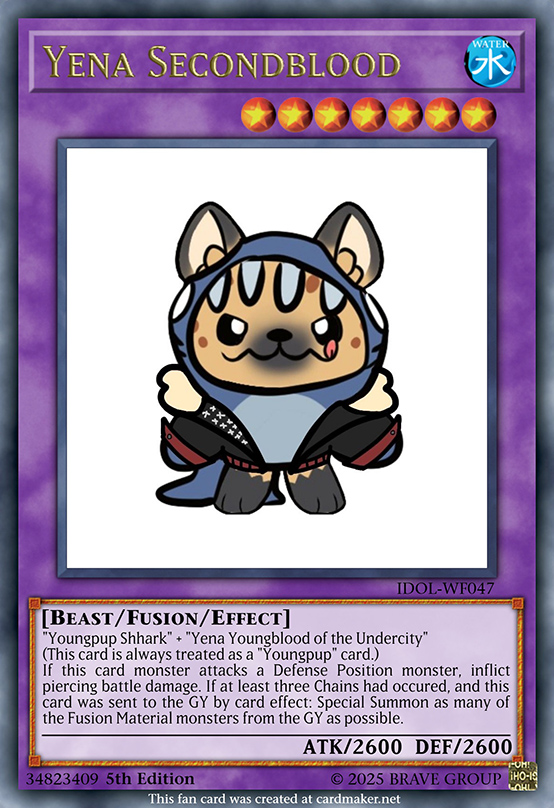 Yena Secondblood
WATER
水
IDOL-WF047
[Beast/Fusion/Effect]
"Youngpup Shhark" + "Yena Youngblood of the Undercity"
(This card is always treated as a "Youngpup" card.)
If this card monster attacks a Defense Position monster, inflict
piercing battle damage. If at least three Chains had occured, and this
card was sent to the GY by card effect: Special Summon as many of
the Fusion Material monsters from the GY as possible.
ATK/2600 DEF/2600
34823409 5th Edition
© 2025 BRAVE GROUP
This fan card was created at cardmaker.net